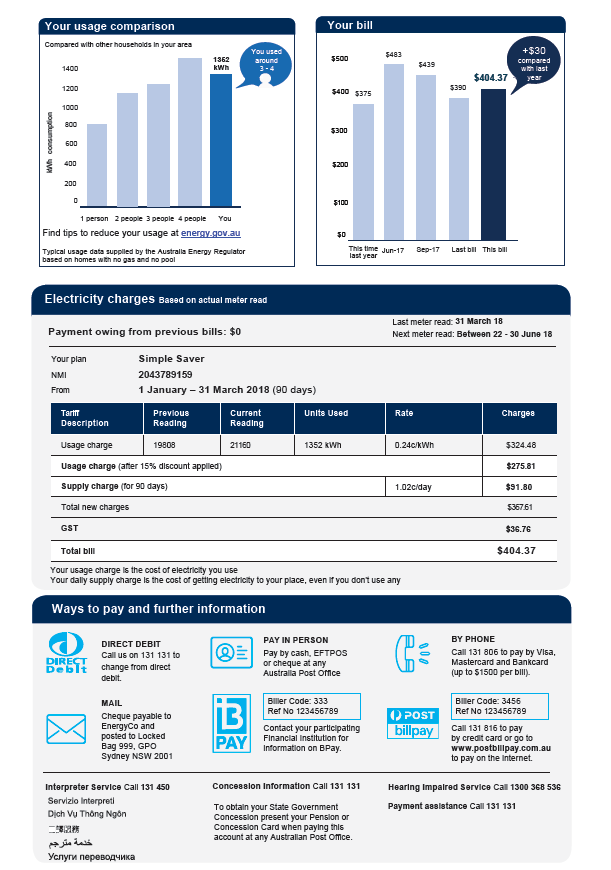 Your usage comparison
Compared with other households in your area
kWh consumption
1400
1200
1000
800
600
400
200
0
1352
kWh
You used
around
3 - 4
1 person 2 people 3 people 4 people You
Find tips to reduce your usage at energy.gov.au
Typical usage data supplied by the Australia Energy Regulator
based on homes with no gas and no pool
Your bill
$500
$400
$300
$200
$100
$0
$375
$483
$439
$390
$404.37
+$30
compared
with last
year
This time
last year
Jun-17
Sep-17
Last bill
This bill
Electricity charges Based on actual meter read
Payment owing from previous bills: $0
Last meter read: 31 March 18
Next meter read: Between 22 - 30 June 18
Your plan Simple Saver
NMI 2043789159
From 1 January – 31 March 2018 (90 days)
Tariff
Description
Previous
Reading
Current
Reading
Units Used
Rate
Charges
Usage charge 19808 21160 1352 kWh 0.24c/kWh $324.48
Usage charge (after 15% discount applied) $275.81
Supply charge (for 90 days) 1.02c/day $91.80
Total new charges $367.61
GST $36.76
Total bill $404.37
Your usage charge is the cost of electricity you use
Your daily supply charge is the cost of getting electricity to your place, even if you don't use any
Ways to pay and further information
DIRECT
Debit
DIRECT DEBIT
Call us on 131 131 to
change from direct
debit.
PAY IN PERSON
Pay by cash, EFTPOS
or cheque at any
Australia Post Office
BY PHONE
Call 131 806 to pay by Visa,
Mastercard and Bankcard
(up to $1500 per bill).
MAIL
Cheque payable to
EnergyCo and
posted to Locked
Bag 999, GPO
Sydney NSW 2001
B
PAY
Biller Code: 333
Ref No 123456789
Contact your participating
Financial Institution for
information on BPay.
POST
billpay
Biller Code: 3456
Ref No 123456789
Call 131 816 to pay
by credit card or go to
www.postbillpay.com.au
to pay on the internet.
Interpreter Service Call 131 450
Servizio Interpreti
Dịch Vụ Thông Ngôn
خدمة مترجم
Услуги переводчика
Concession Information Call 131 131
To obtain your State Government
Concession present your Pension or
Concession Card when paying this
account at any Australian Post Office.
Hearing Impaired Service Call 1300 368 536
Payment assistance Call 131 131